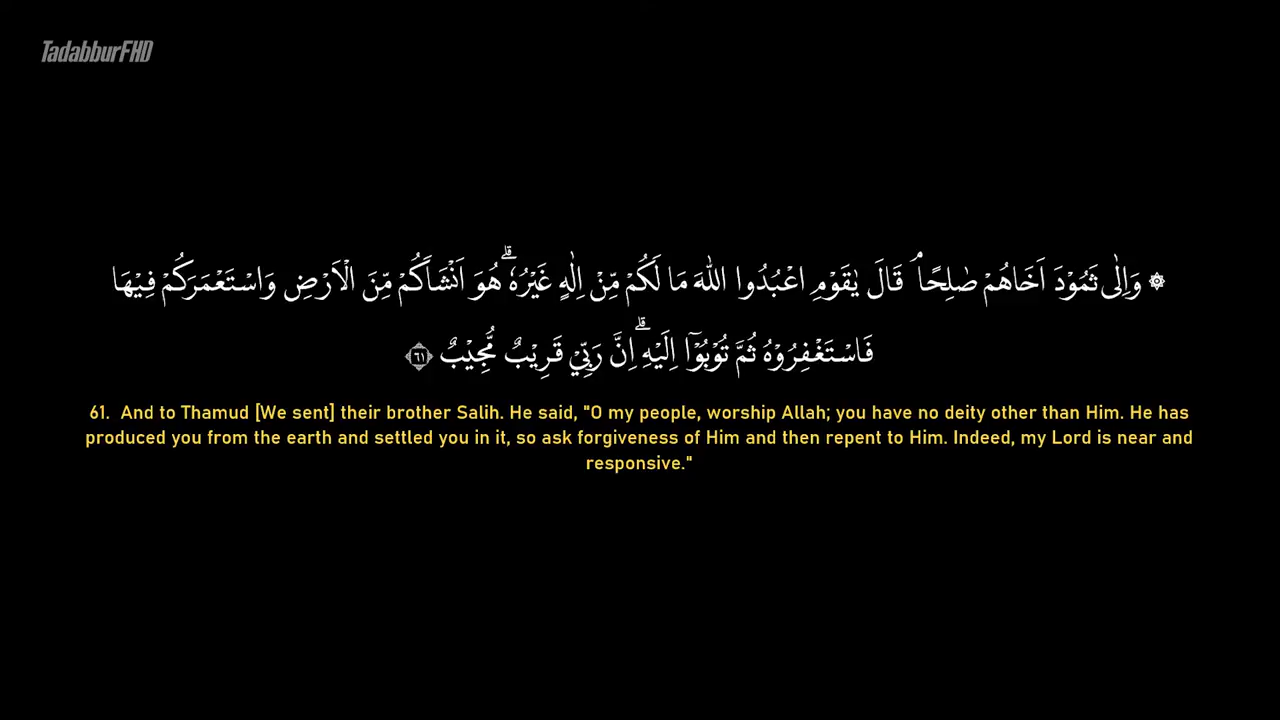 TadabburFHD
۞ وَاِلٰى ثَمُوْدَ اَخَاهُمْ صٰلِحًاۘ قَالَ يٰقَوْمِ اعْبُدُوا اللّٰهَ مَا لَكُمْ مِّنْ اِلٰهٍ غَيْرُهٗ ۗهُوَ اَنْشَاَكُمْ مِّنَ الْاَرْضِ وَاسْتَعْمَرَكُمْ فِيْهَا
فَاسْتَغْفِرُوْهُ ثُمَّ تُوْبُوْٓا اِلَيْهِ ۗاِنَّ رَبِّيْ قَرِيْبٌ مُّجِيْبٌ ٦١
61. And to Thamud [We sent] their brother Salih. He said, "O my people, worship Allah; you have no deity other than Him. He has
produced you from the earth and settled you in it, so ask forgiveness of Him and then repent to Him. Indeed, my Lord is near and
responsive."